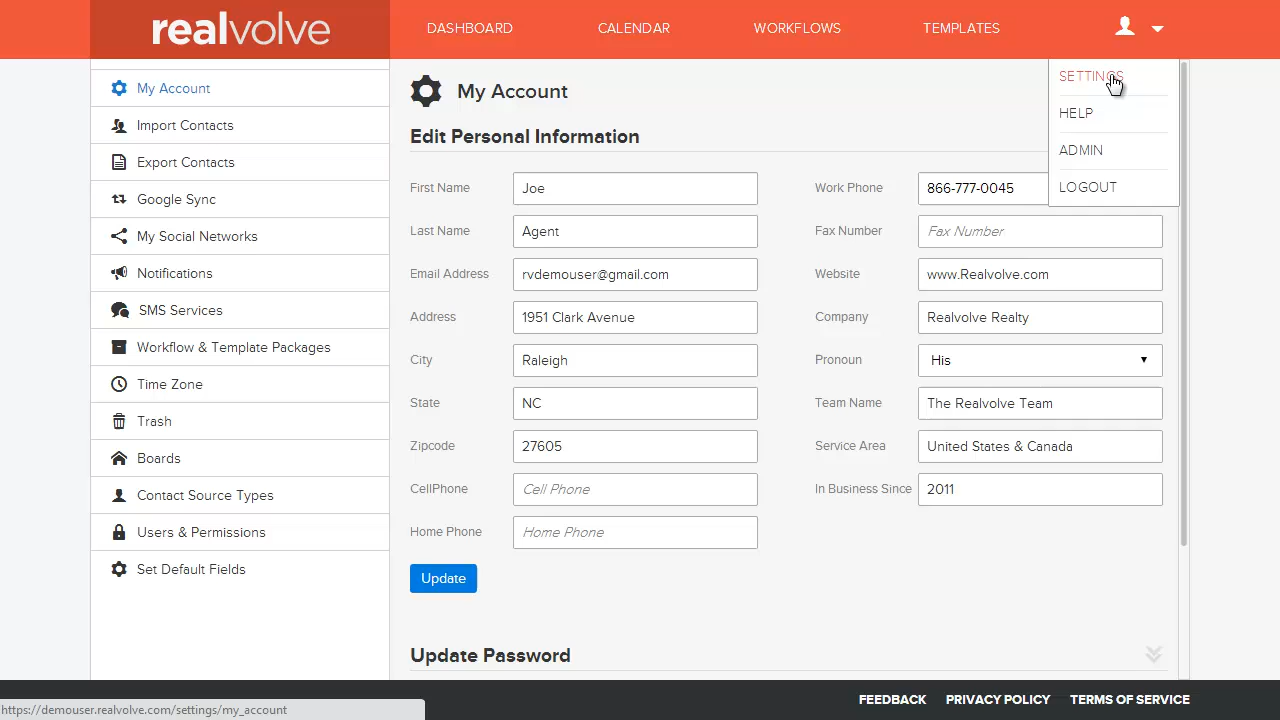 realvolve
DASHBOARD
CALENDAR
WORKFLOWS
TEMPLATES
SETTINGS
HELP
ADMIN
LOGOUT
My Account
Import Contacts
Export Contacts
Google Sync
My Social Networks
Notifications
SMS Services
Workflow & Template Packages
Time Zone
Trash
Boards
Contact Source Types
Users & Permissions
Set Default Fields
My Account
Edit Personal Information
First Name Joe
Last Name Agent
Email Address rvdemouser@gmail.com
Address 1951 Clark Avenue
City Raleigh
State NC
Zipcode 27605
CellPhone Cell Phone
Home Phone Home Phone
Work Phone 866-777-0045
Fax Number Fax Number
Website www.Realvolve.com
Company Realvolve Realty
Pronoun His
Team Name The Realvolve Team
Service Area United States & Canada
In Business Since 2011
Update
Update Password
FEEDBACK
PRIVACY POLICY
TERMS OF SERVICE
https://demouser.realvolve.com/settings/my_account